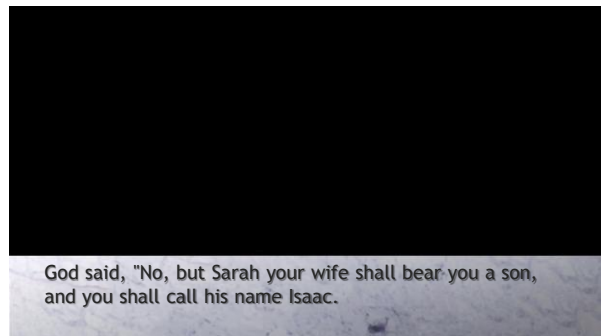 God said, "No, but Sarah your wife shall bear you a son,
and you shall call his name Isaac.